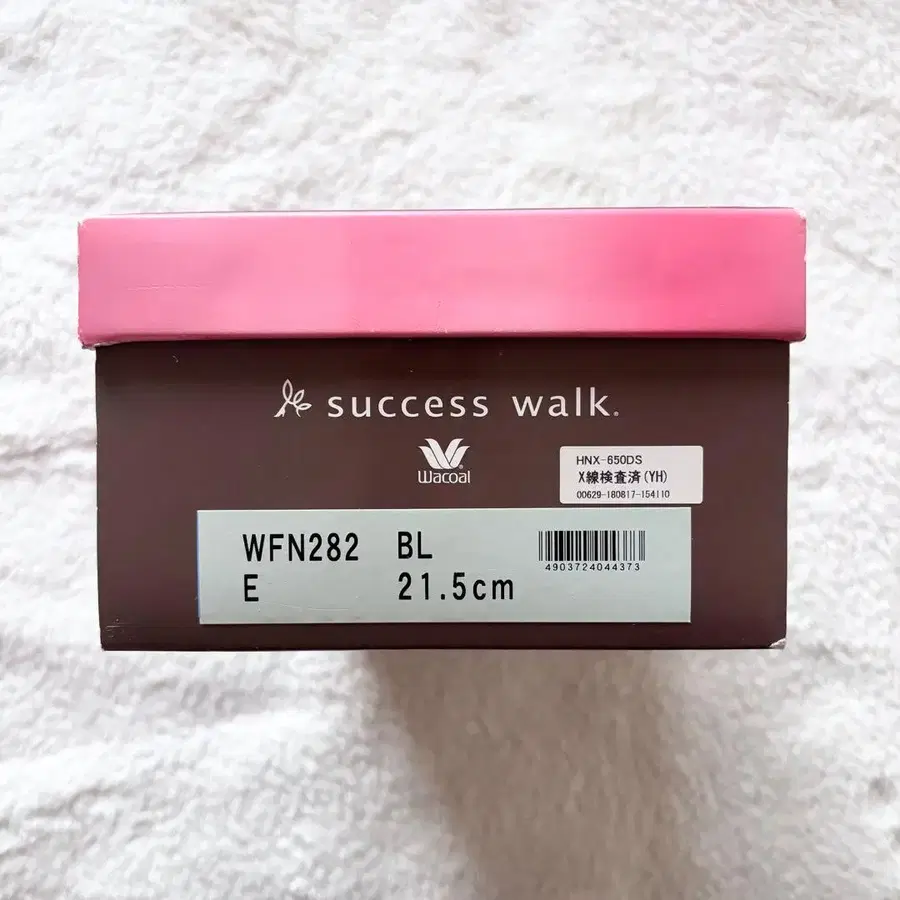 success walk.
Wacoal
HNX-650DS
X線検査済(YH)
00629-180817-154110
WFN282 BL
E 21.5cm
4903724044373